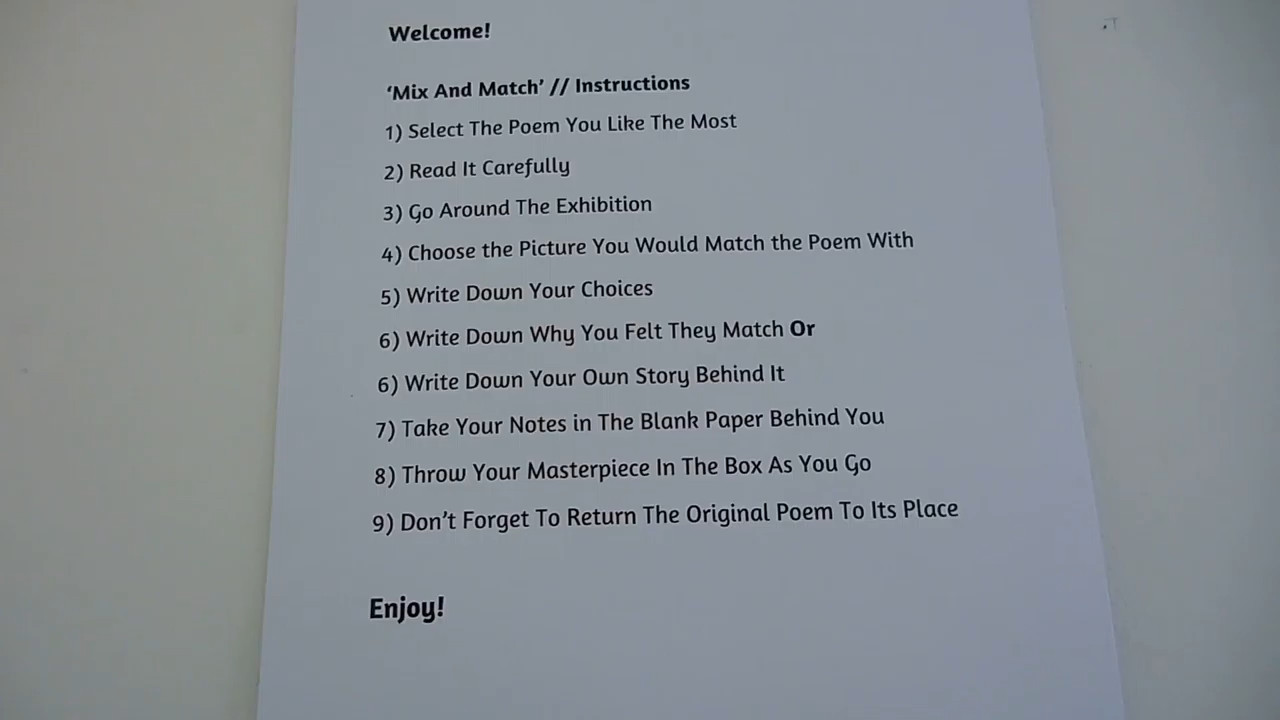 Welcome!
‘Mix And Match’ // Instructions
1) Select The Poem You Like The Most
2) Read It Carefully
3) Go Around The Exhibition
4) Choose the Picture You Would Match the Poem With
5) Write Down Your Choices
6) Write Down Why You Felt They Match Or
6) Write Down Your Own Story Behind It
7) Take Your Notes in The Blank Paper Behind You
8) Throw Your Masterpiece In The Box As You Go
9) Don’t Forget To Return The Original Poem To Its Place
Enjoy!